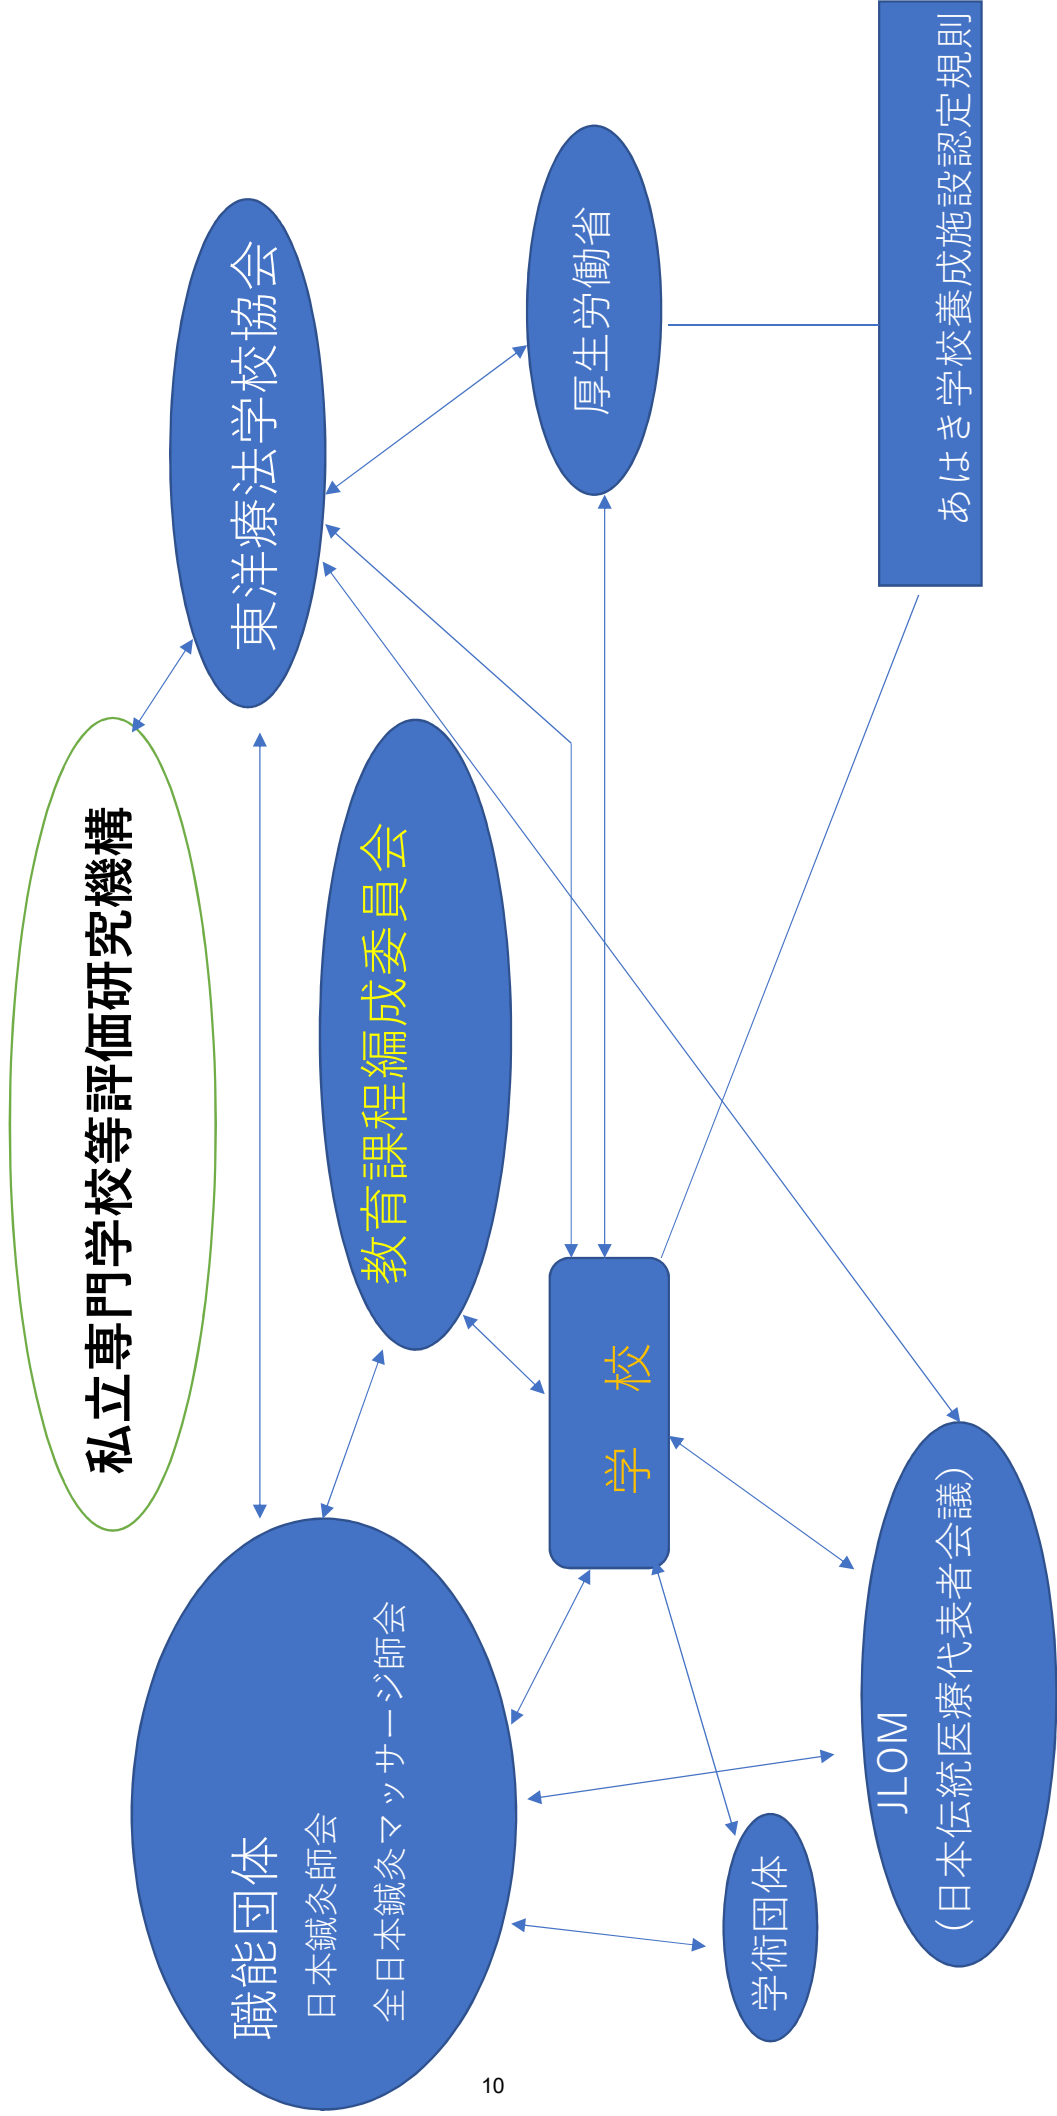 私立専門学校等評価研究機構
東洋療法学校協会
職能団体
日本鍼灸師会
全日本鍼灸マッサージ師会
教育課程編成委員会
厚生労働省
学　校
学術団体
JLOM
(日本伝統医療代表者会議)
あはき学校養成施設認定規則
10